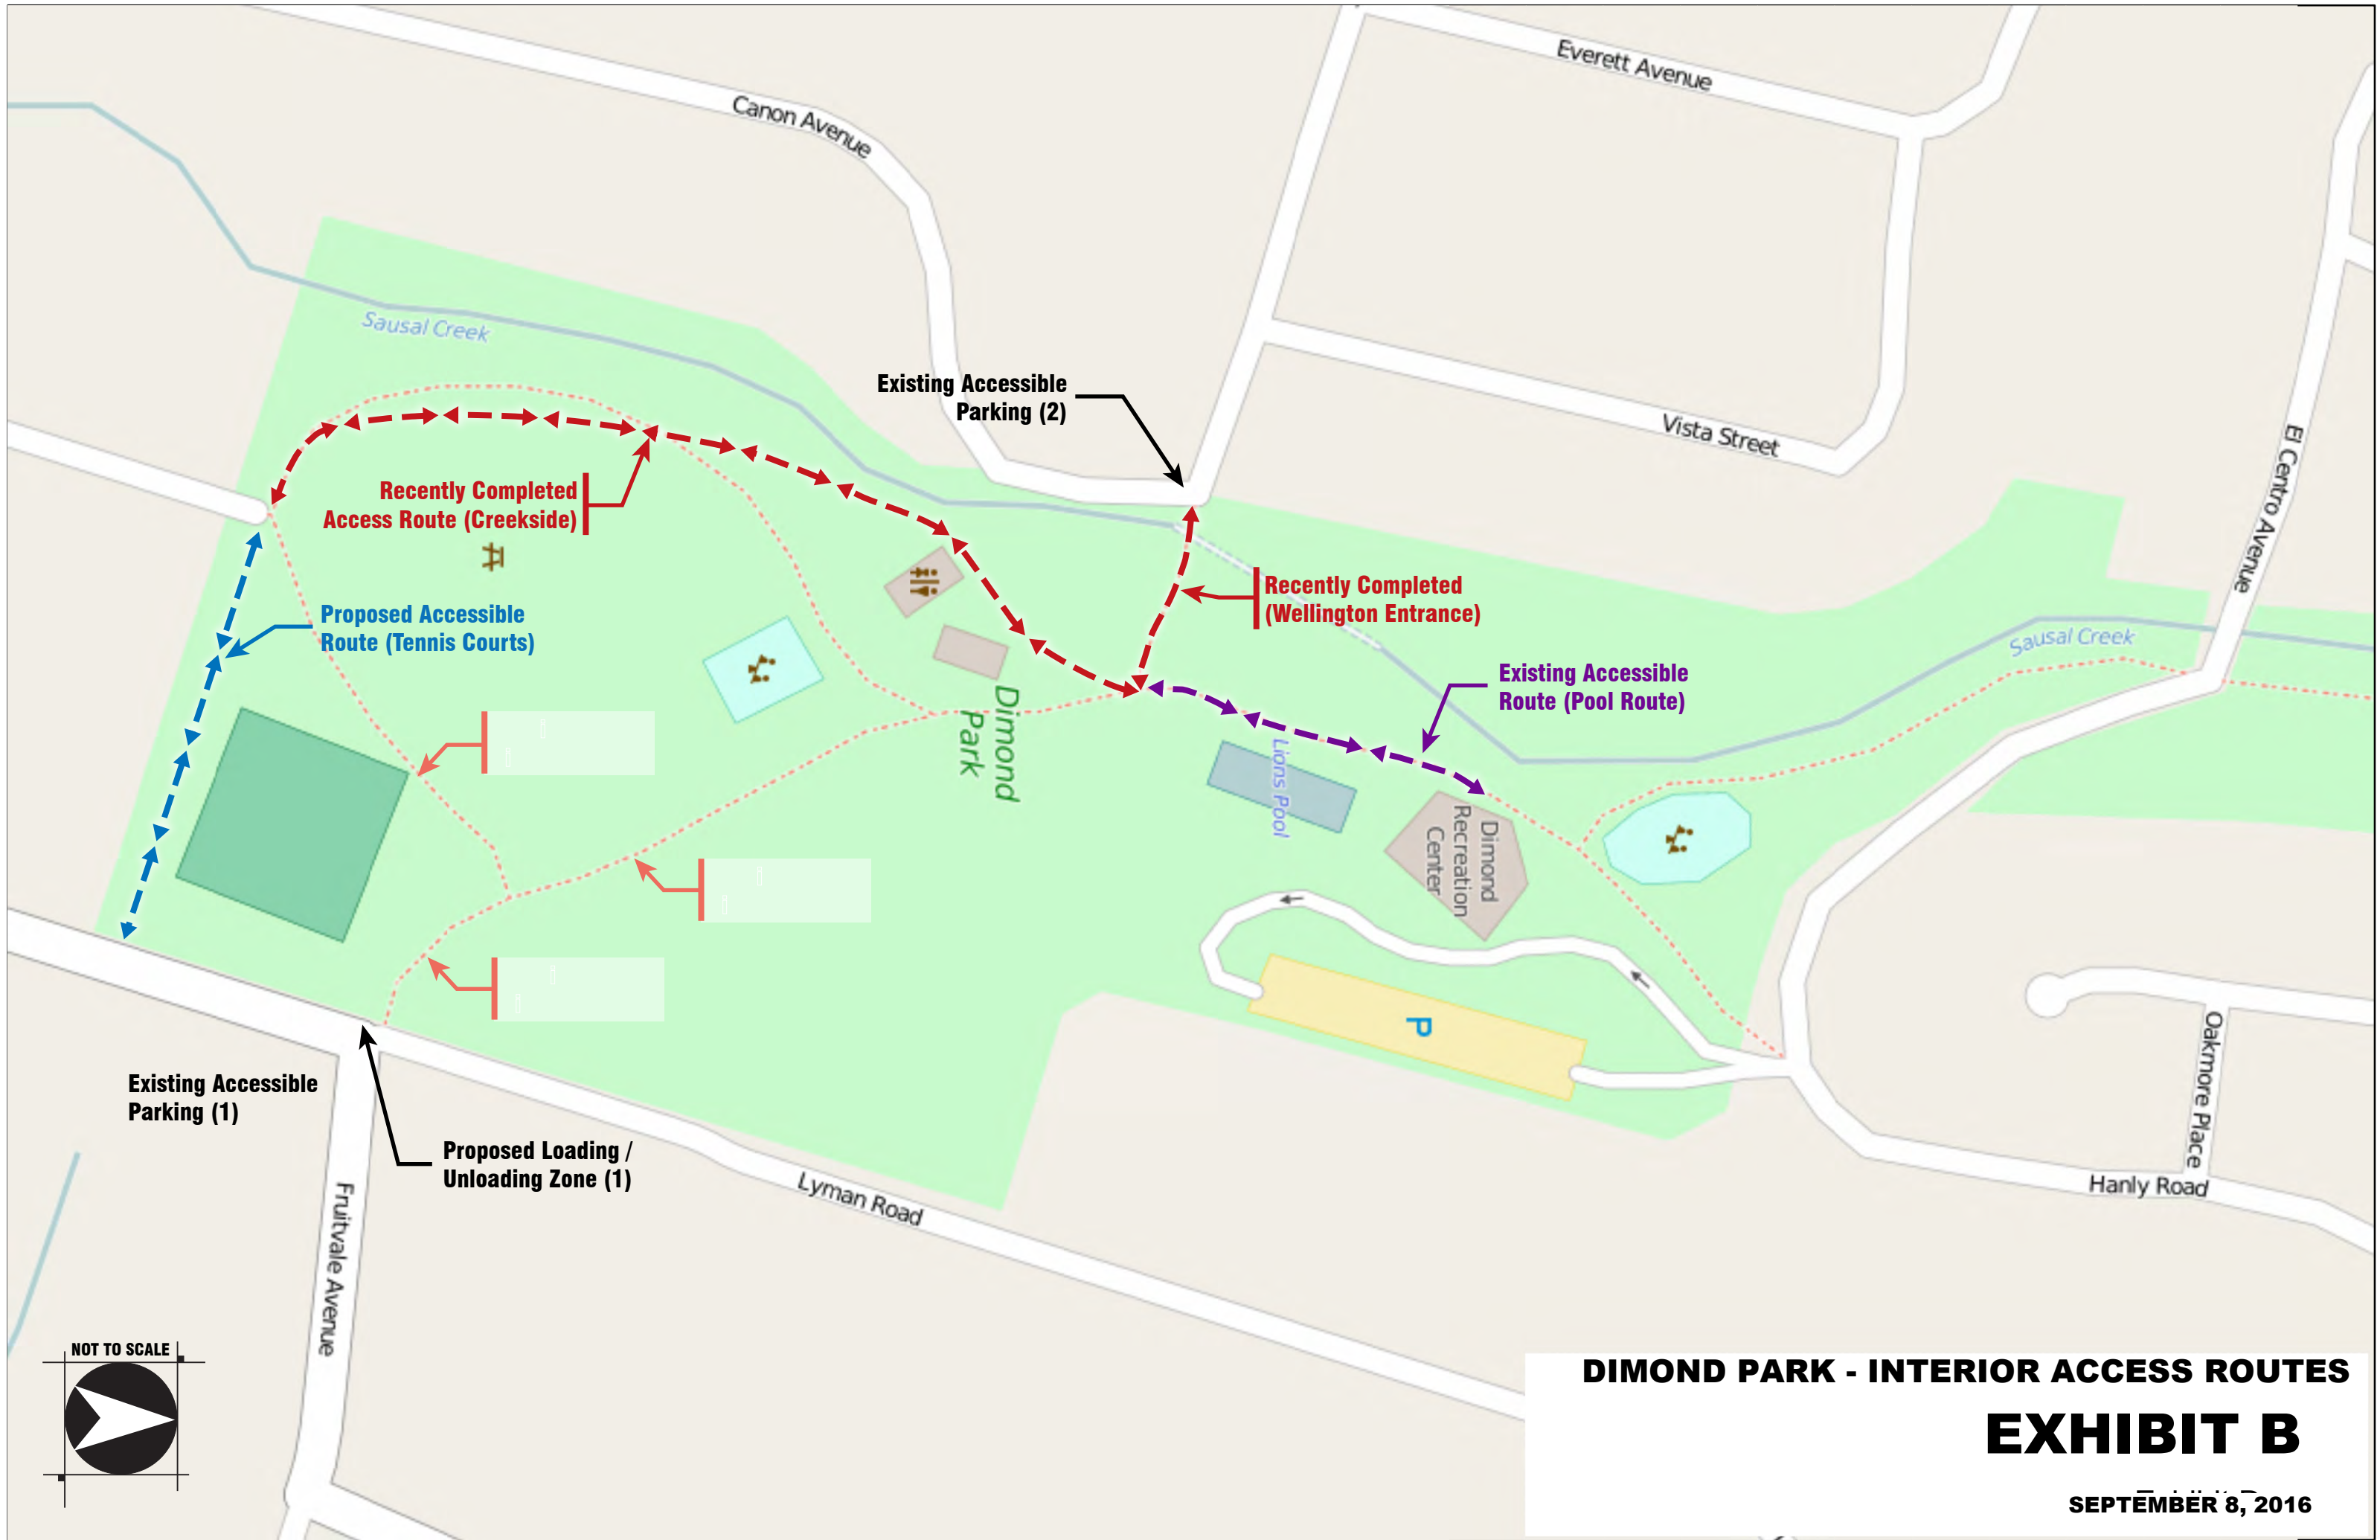 Everett Avenue
Canon Avenue
Sausal Creek
Existing Accessible
Parking (2)
Vista Street
El Centro Avenue
Recently Completed
Access Route (Creekside)
Recently Completed
(Wellington Entrance)
Proposed Accessible
Route (Tennis Courts)
Sausal Creek
Existing Accessible
Route (Pool Route)
Dimond
Park
Lions Pool
Dimond
Recreation
Center
P
Existing Accessible
Parking (1)
Proposed Loading /
Unloading Zone (1)
Oakmore Place
Hanly Road
Lyman Road
Fruitvale Avenue
NOT TO SCALE
DIMOND PARK - INTERIOR ACCESS ROUTES
EXHIBIT B
SEPTEMBER 8, 2016